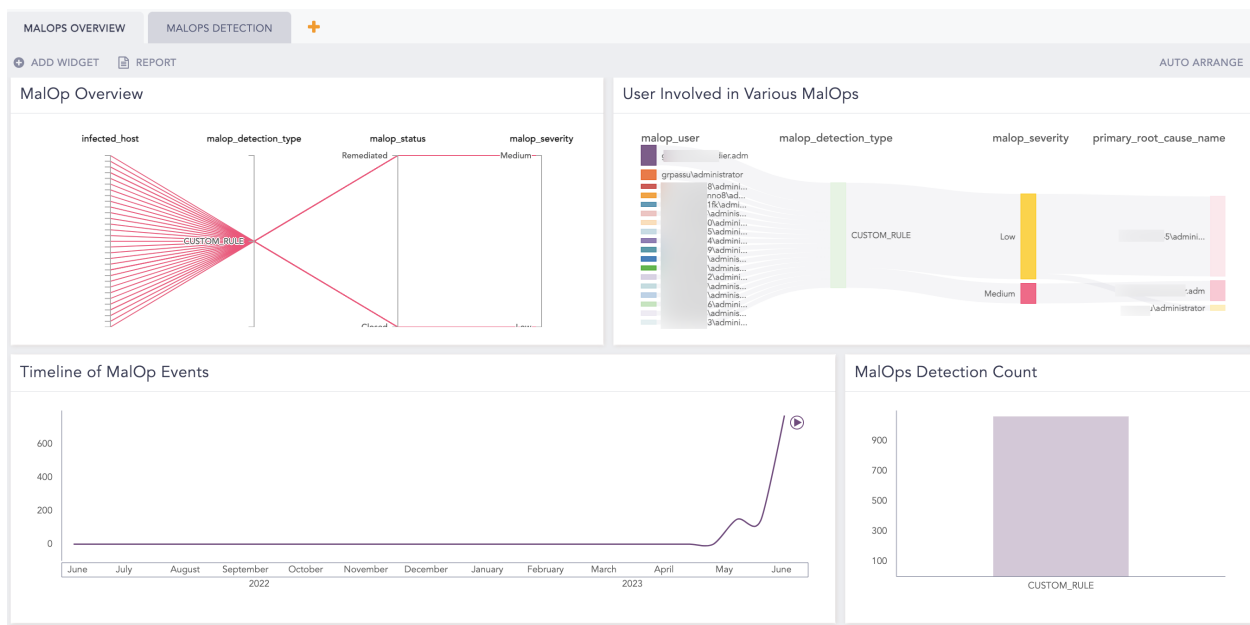 MALOPS OVERVIEW
MALOPS DETECTION
ADD WIDGET
REPORT
AUTO ARRANGE
MalOp Overview
infected_host
malop_detection_type
malop_status
malop_severity
Remediated
Medium
CUSTOM_RULE
Closed
Low
User Involved in Various MalOps
malop_user
malop_detection_type
malop_severity
primary_root_cause_name
lier.adm
grpassu\administrator
8\admini...
nno8\ad...
1fk\admi...
\adminis...
0\admini...
5\admini...
4\admini...
9\admini...
\adminis...
\adminis...
2\admini...
\adminis...
\adminis...
6\admini...
\adminis...
3\admini...
CUSTOM_RULE
Low
Medium
5\admini...
.adm
\administrator
Timeline of MalOp Events
600
400
200
0
June July August September October November December January February March April May June
2022 2023
MalOps Detection Count
900
700
500
300
100
CUSTOM_RULE